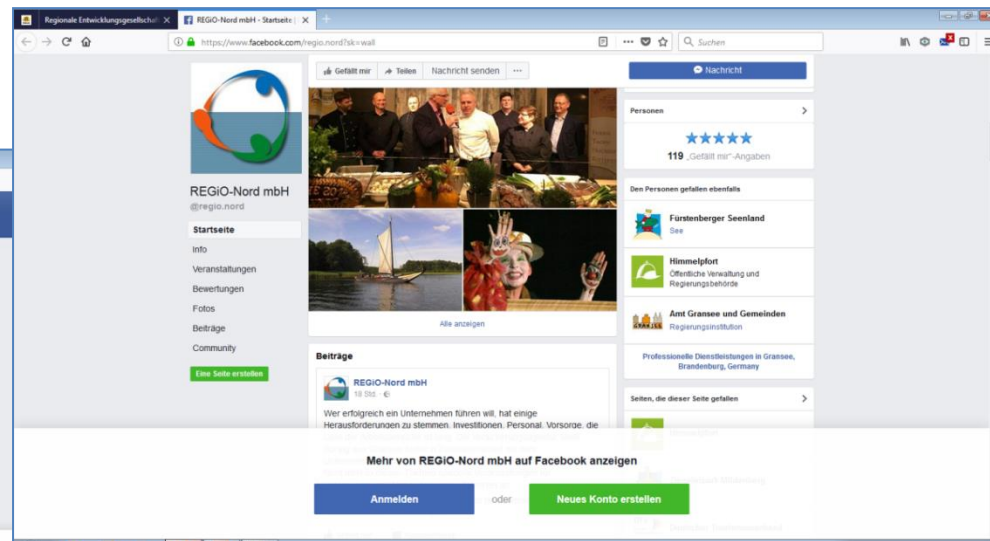 Regionale Entwicklungsgesellschaft
REGiO-Nord mbH - Startseite |
https://www.facebook.com/regio.nord?sk=wall
Suchen
Gefällt mir
Teilen
Nachricht senden
Nachricht
REGiO-Nord mbH
@regio.nord
Startseite
Info
Veranstaltungen
Bewertungen
Fotos
Beiträge
Community
Eine Seite erstellen
Alle anzeigen
Beiträge
REGiO-Nord mbH
18 Std.
Wer erfolgreich ein Unternehmen führen will, hat einige
Herausforderungen zu stemmen. Investitionen, Personal, Vorsorge, die
Personen
119 „Gefällt mir“-Angaben
Den Personen gefallen ebenfalls
Fürstenberger Seenland
See
Himmelpfort
Öffentliche Verwaltung und
Regierungsbehörde
Amt Gransee und Gemeinden
Regierungsinstitution
Professionelle Dienstleistungen in Gransee,
Brandenburg, Germany
Seiten, die dieser Seite gefallen
Mehr von REGiO-Nord mbH auf Facebook anzeigen
Anmelden
oder
Neues Konto erstellen